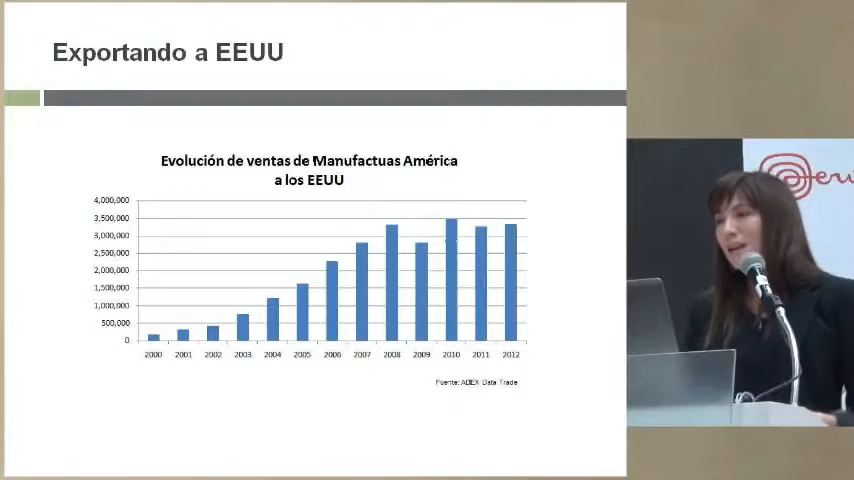 Exportando a EEUU
Evolución de ventas de Manufactuas América
a los EEUU
4,000,000
3,500,000
3,000,000
2,500,000
2,000,000
1,500,000
1,000,000
500,000
0
2000 2001 2002 2003 2004 2005 2006 2007 2008 2009 2010 2011 2012
Fuente: ADEX Data Trade